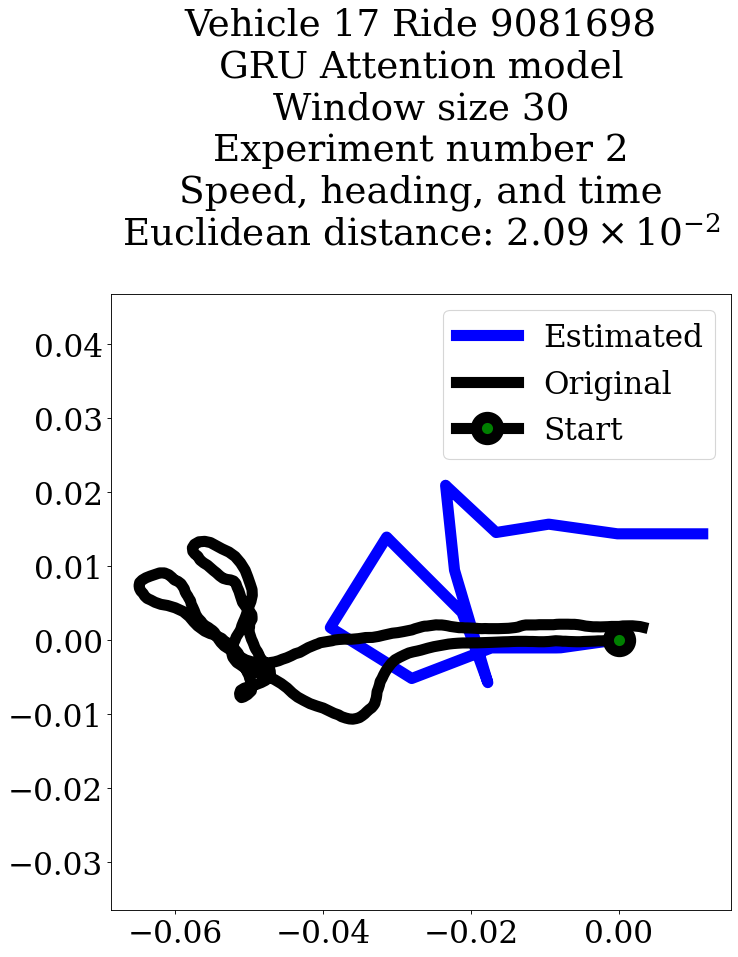 Vehicle 17 Ride 9081698
GRU Attention model
Window size 30
Experiment number 2
Speed, heading, and time
Euclidean distance: 2.09 × 10⁻²
Estimated
Original
Start
0.04
0.03
0.02
0.01
0.00
−0.01
−0.02
−0.03
−0.06 −0.04 −0.02 0.00